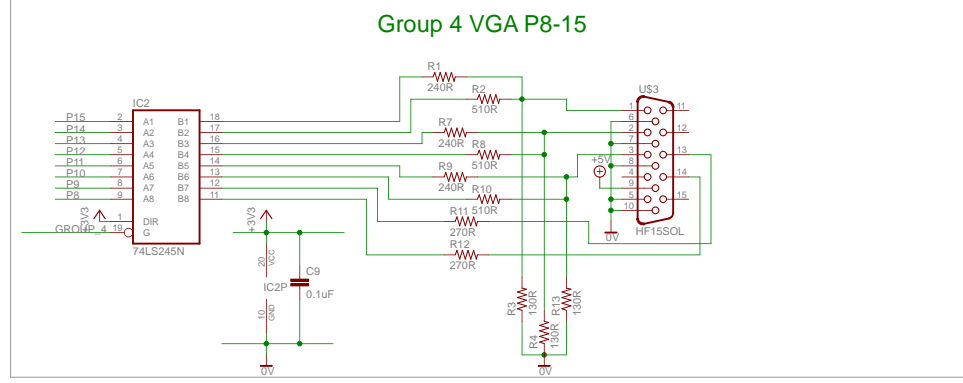 Group 4 VGA P8-15
R1
240R
R2
510R
R7
240R
R8
510R
R9
240R
R10
510R
R11
270R
R12
270R
IC2
P15 2 A1 B1 18
P14 3 A2 B2 17
P13 4 A3 B3 16
P12 5 A4 B4 15
P11 6 A5 B5 14
P10 7 A6 B6 13
P9 8 A7 B7 12
P8 9 A8 B8 11
+3V3
1 DIR
GROUP_4 19 G
74LS245N
+3V3
20 VCC
IC2P
10 GND
C9
0.1uF
0V
R3
130R
R4
130R
R13
130R
0V
U$3
1 11
6
2 12
7
3 13
8
4 14
9
5 15
10
+5V
0V
HF15SOL